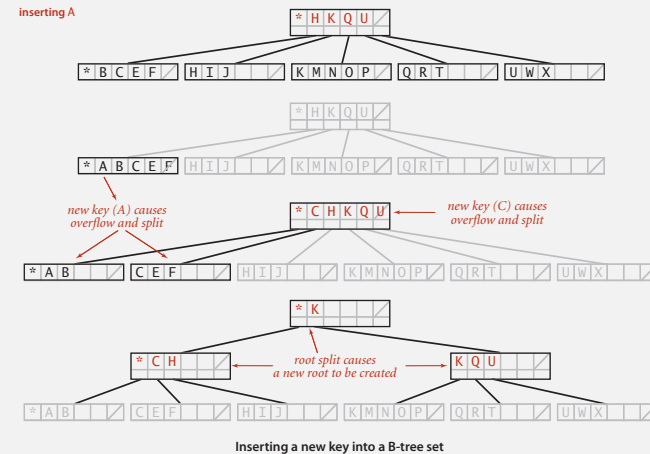 inserting A
* H K Q U
* B C E F H I J K M N O P Q R T U W X
* H K Q U
* A B C E F H I J K M N O P Q R T U W X
new key (A) causes
overflow and split
* C H K Q U
new key (C) causes
overflow and split
* A B C E F H I J K M N O P Q R T U W X
* K
* C H
root split causes
a new root to be created
K Q U
* A B C E F H I J K M N O P Q R T U W X
Inserting a new key into a B-tree set